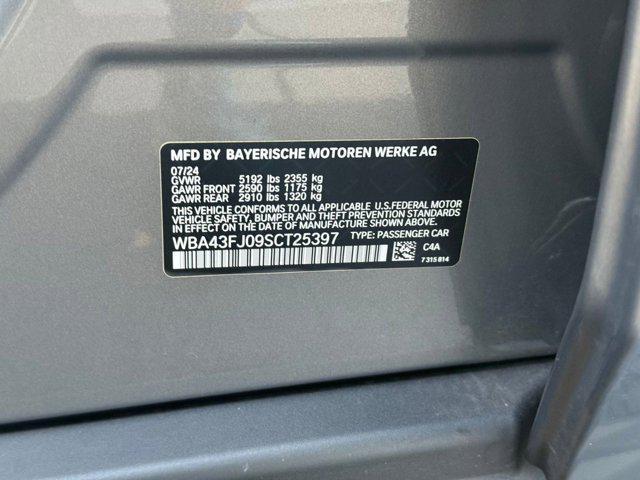 MFD BY BAYERISCHE MOTOREN WERKE AG
07/24
GVWR 5192 lbs 2355 kg
GAWR FRONT 2590 lbs 1175 kg
GAWR REAR 2910 lbs 1320 kg
THIS VEHICLE CONFORMS TO ALL APPLICABLE U.S.FEDERAL MOTOR
VEHICLE SAFETY, BUMPER AND THEFT PREVENTION STANDARDS
IN EFFECT ON THE DATE OF MANUFACTURE SHOWN ABOVE.
WBA43FJ09SCT25397 TYPE: PASSENGER CAR
C4A
7 315 814